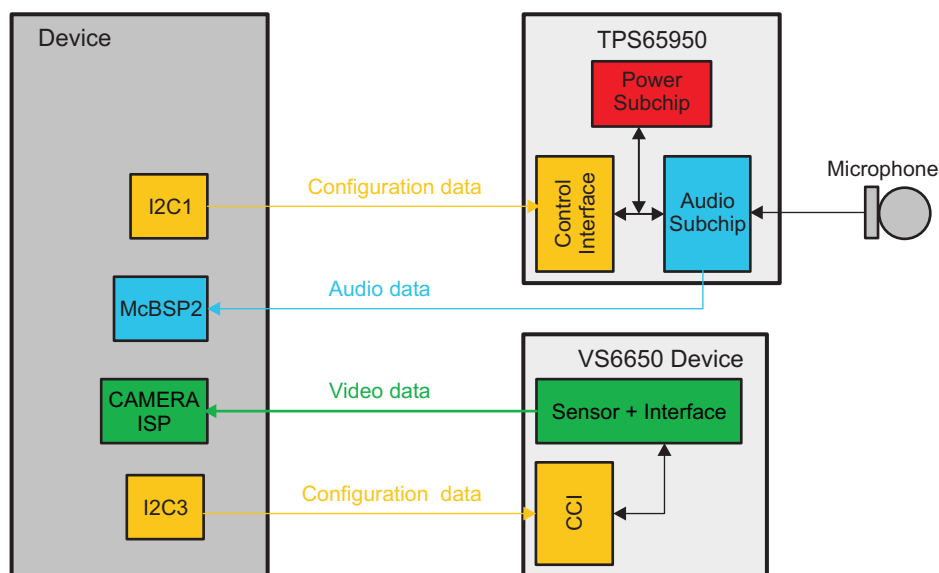 Device
TPS65950
Power
Subchip
Microphone
I2C1
Configuration data
Control
Interface
Audio
Subchip
McBSP2
Audio data
VS6650 Device
CAMERA
ISP
Video data
Sensor + Interface
I2C3
Configuration data
CCI